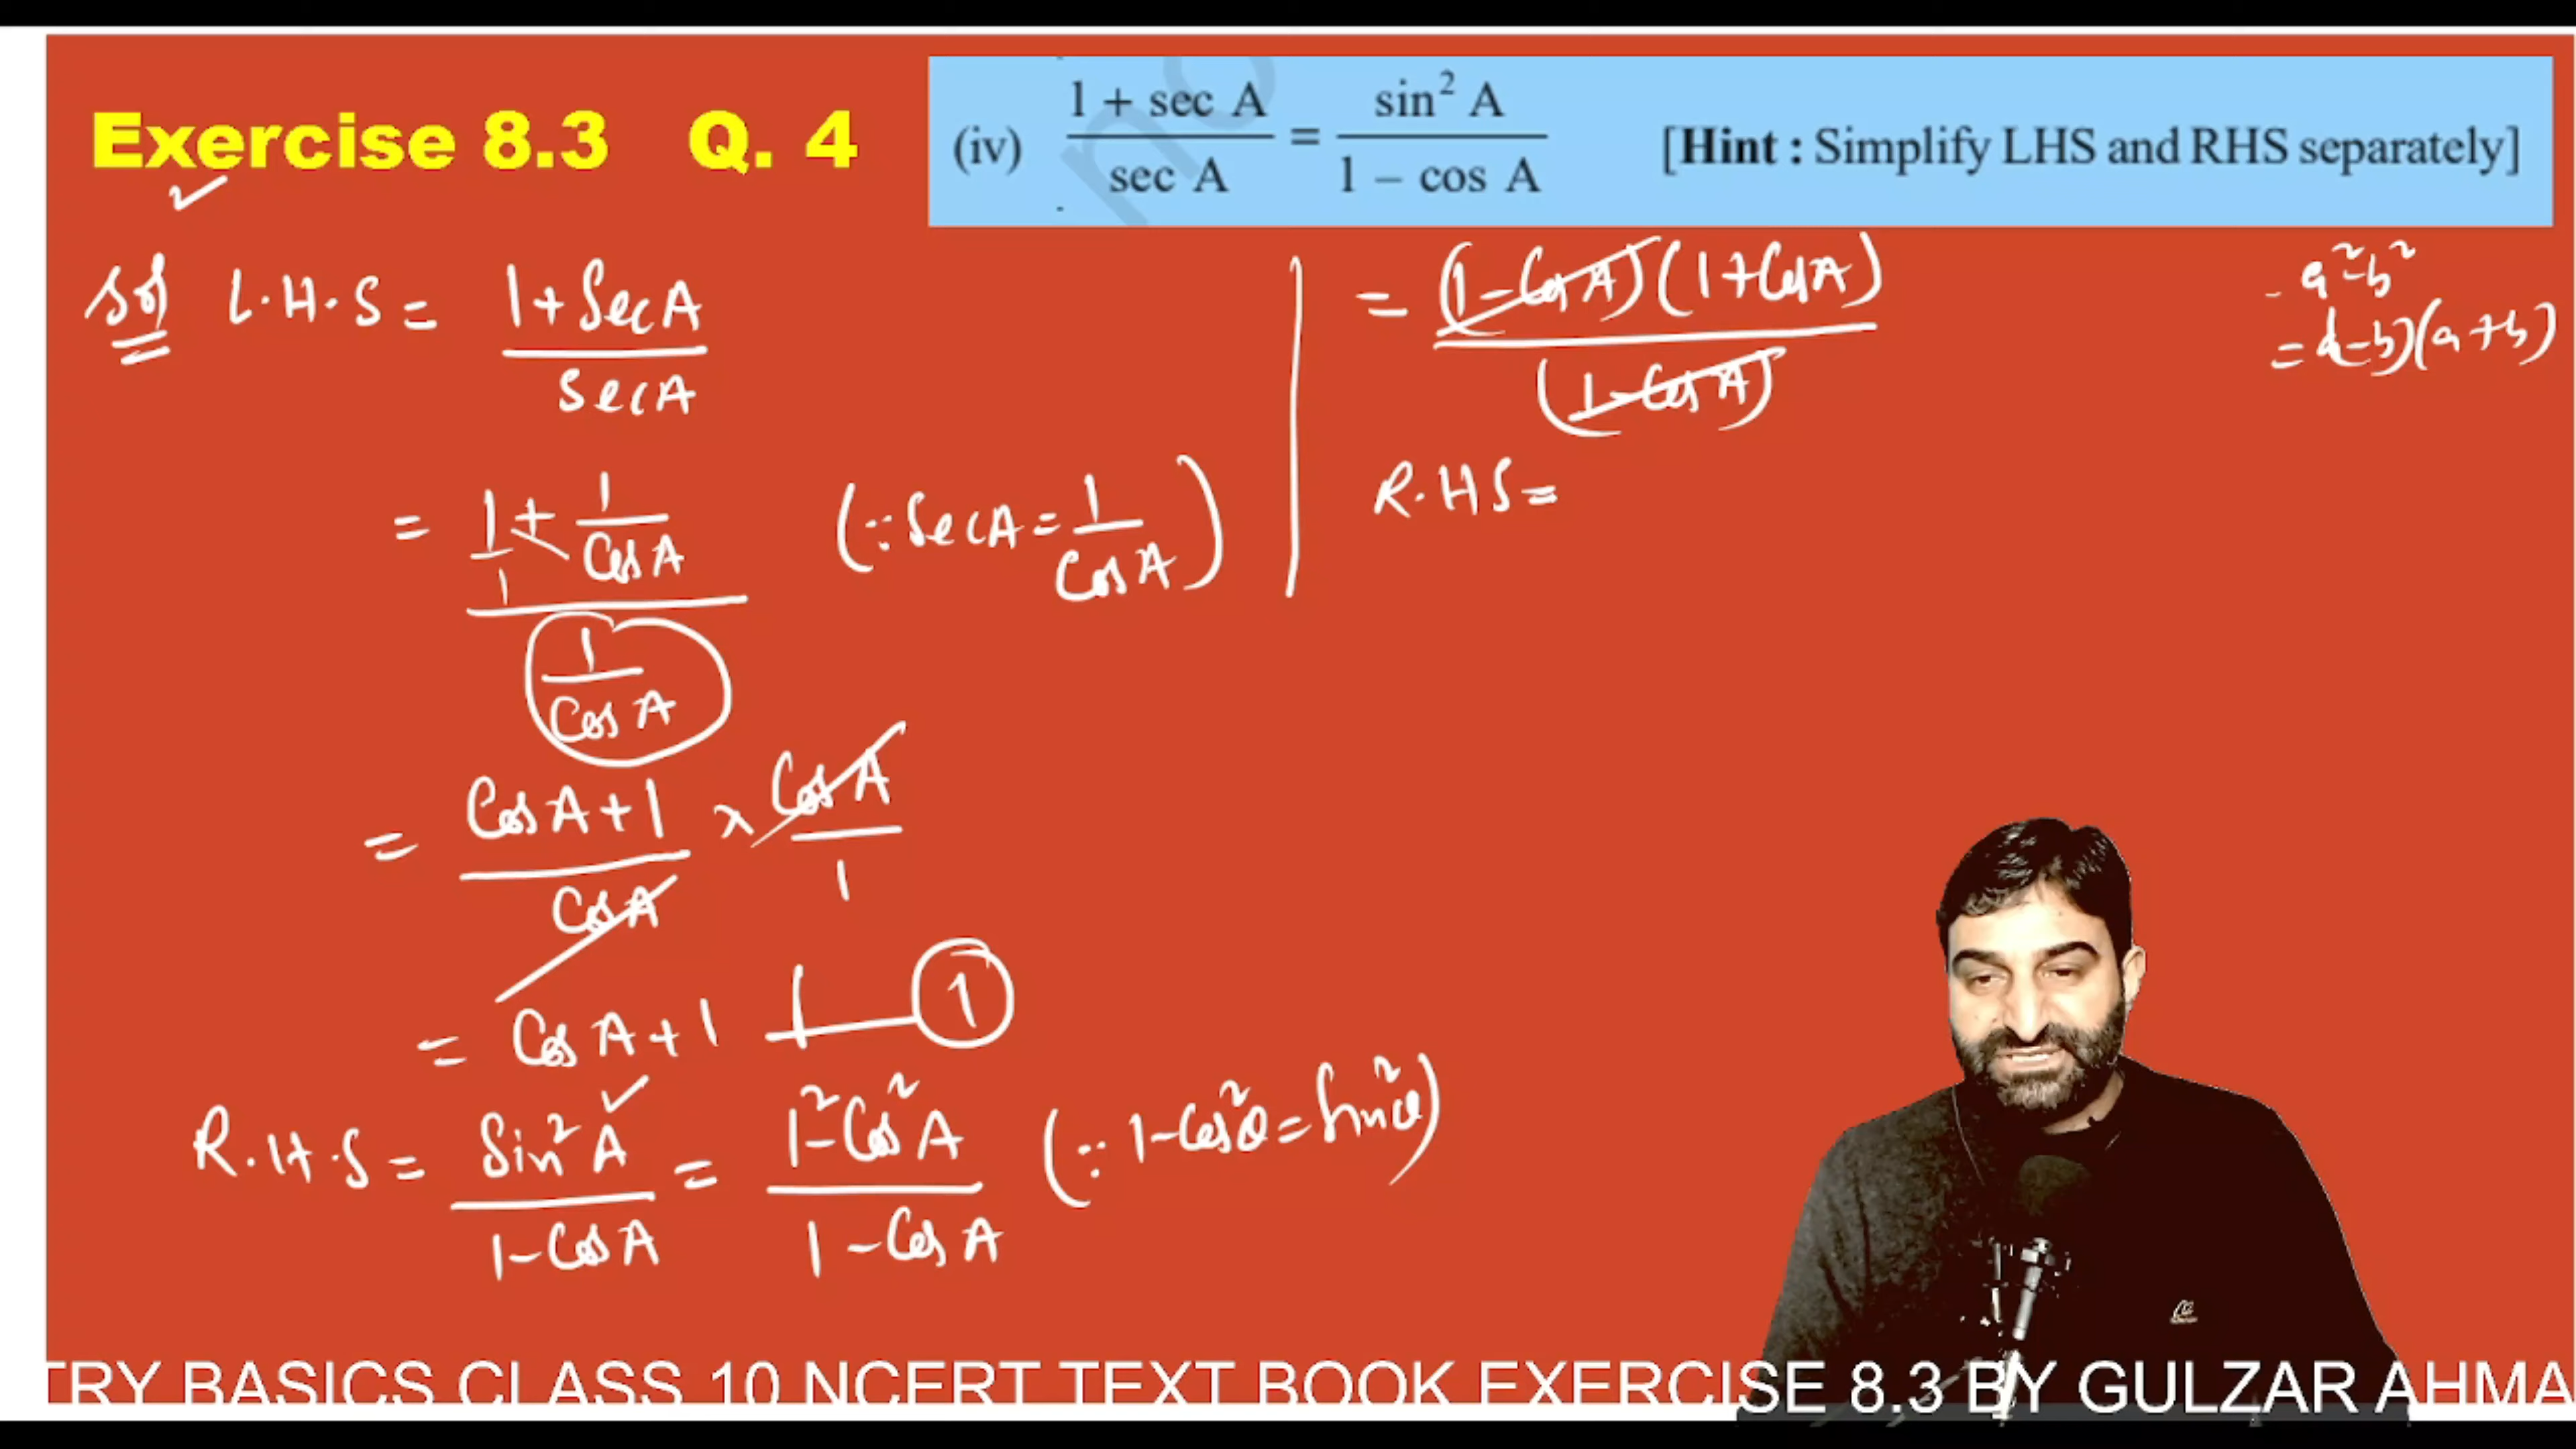 Exercise 8.3 Q. 4
(iv) (1 + sec A)/(sec A) = (sin² A)/(1 – cos A) [Hint : Simplify LHS and RHS separately]
Sol L.H.S = (1+SecA)/(SecA)
= (1/1 + 1/CosA)/(1/CosA) (∵ SecA = 1/CosA)
= (CosA+1)/CosA × CosA/1
= CosA+1 — ①
R.H.S = Sin²A/(1-CosA) = (1²-Cos²A)/(1-CosA) (∵ 1-Cos²θ = Sin²θ)
= (1-CosA)(1+CosA)/(1-CosA)
R.HS =
a²-b²
= (a-b)(a+b)
TRY BASICS CLASS 10 NCERT TEXT BOOK EXERCISE 8.3 BY GULZAR AHMA